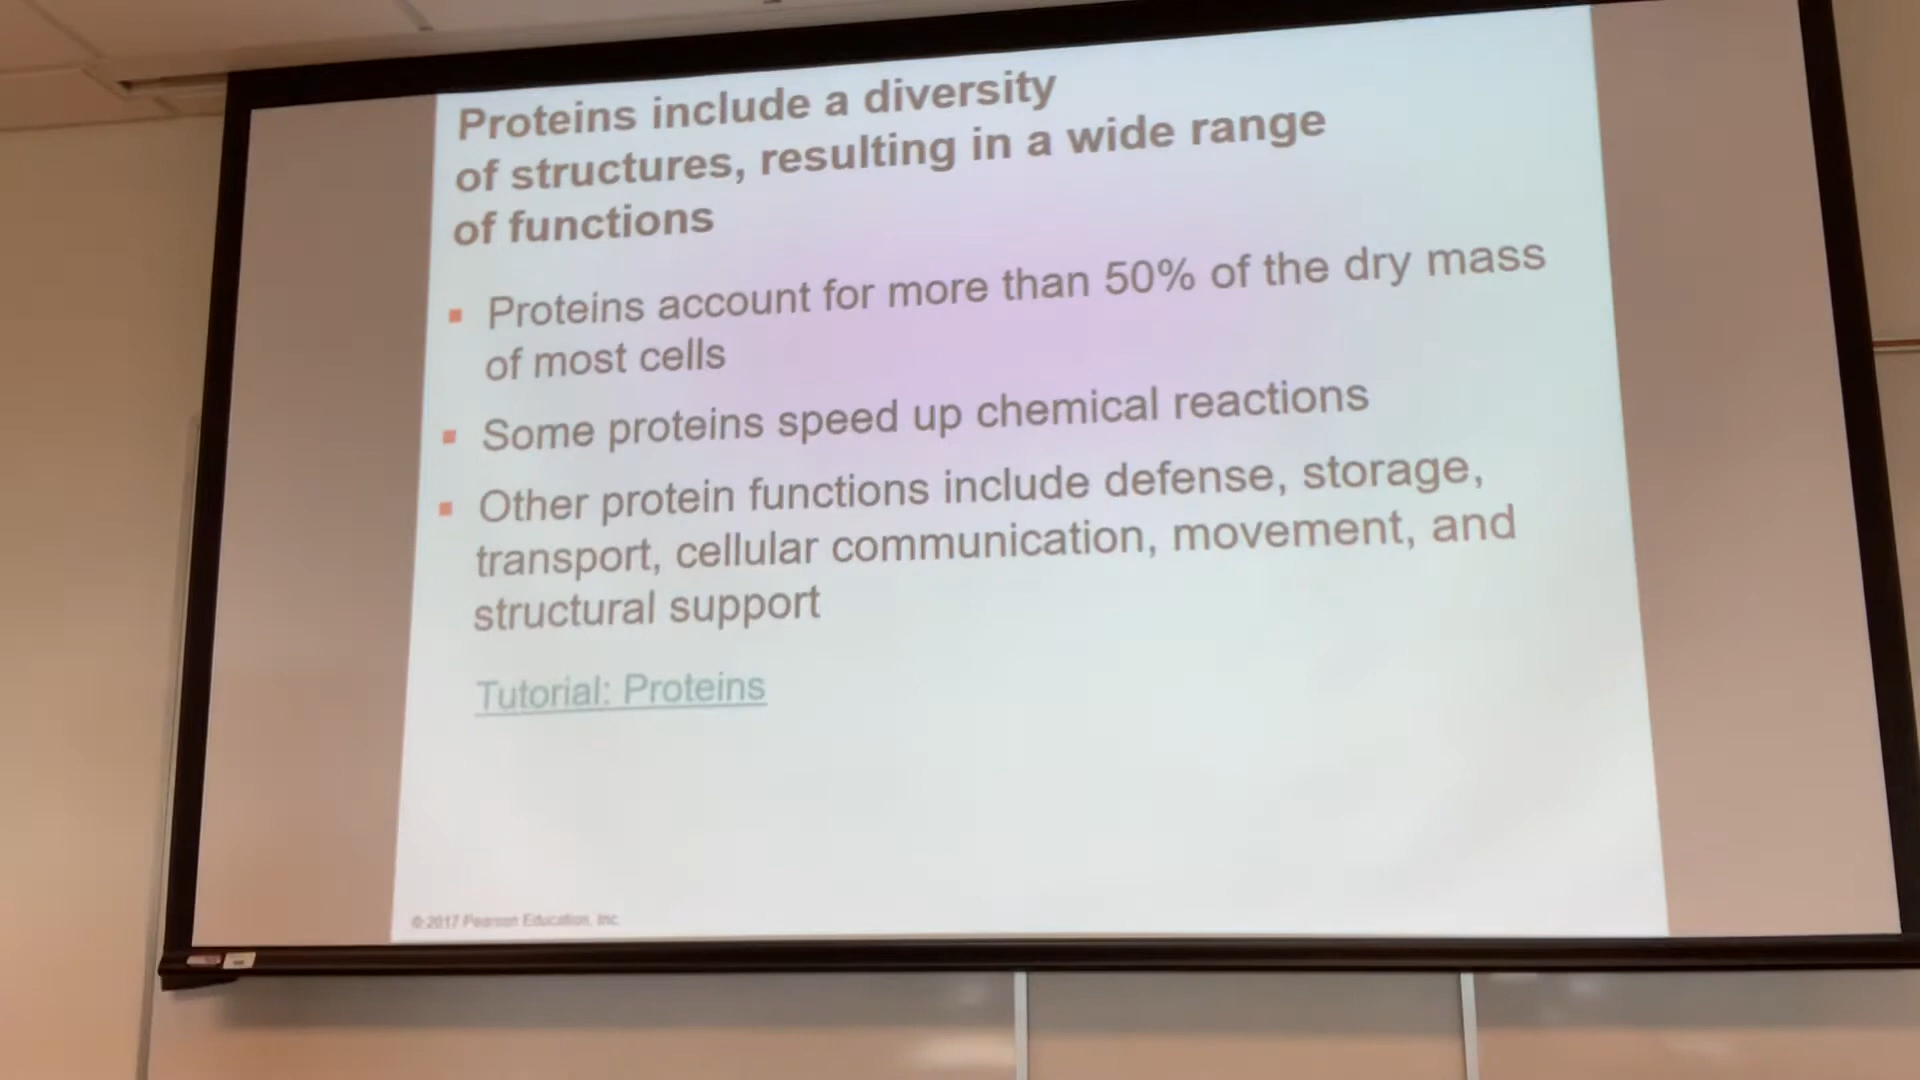 Proteins include a diversity
of structures, resulting in a wide range
of functions
▪ Proteins account for more than 50% of the dry mass
of most cells
▪ Some proteins speed up chemical reactions
▪ Other protein functions include defense, storage,
transport, cellular communication, movement, and
structural support
Tutorial: Proteins
© 2017 Pearson Education, Inc.